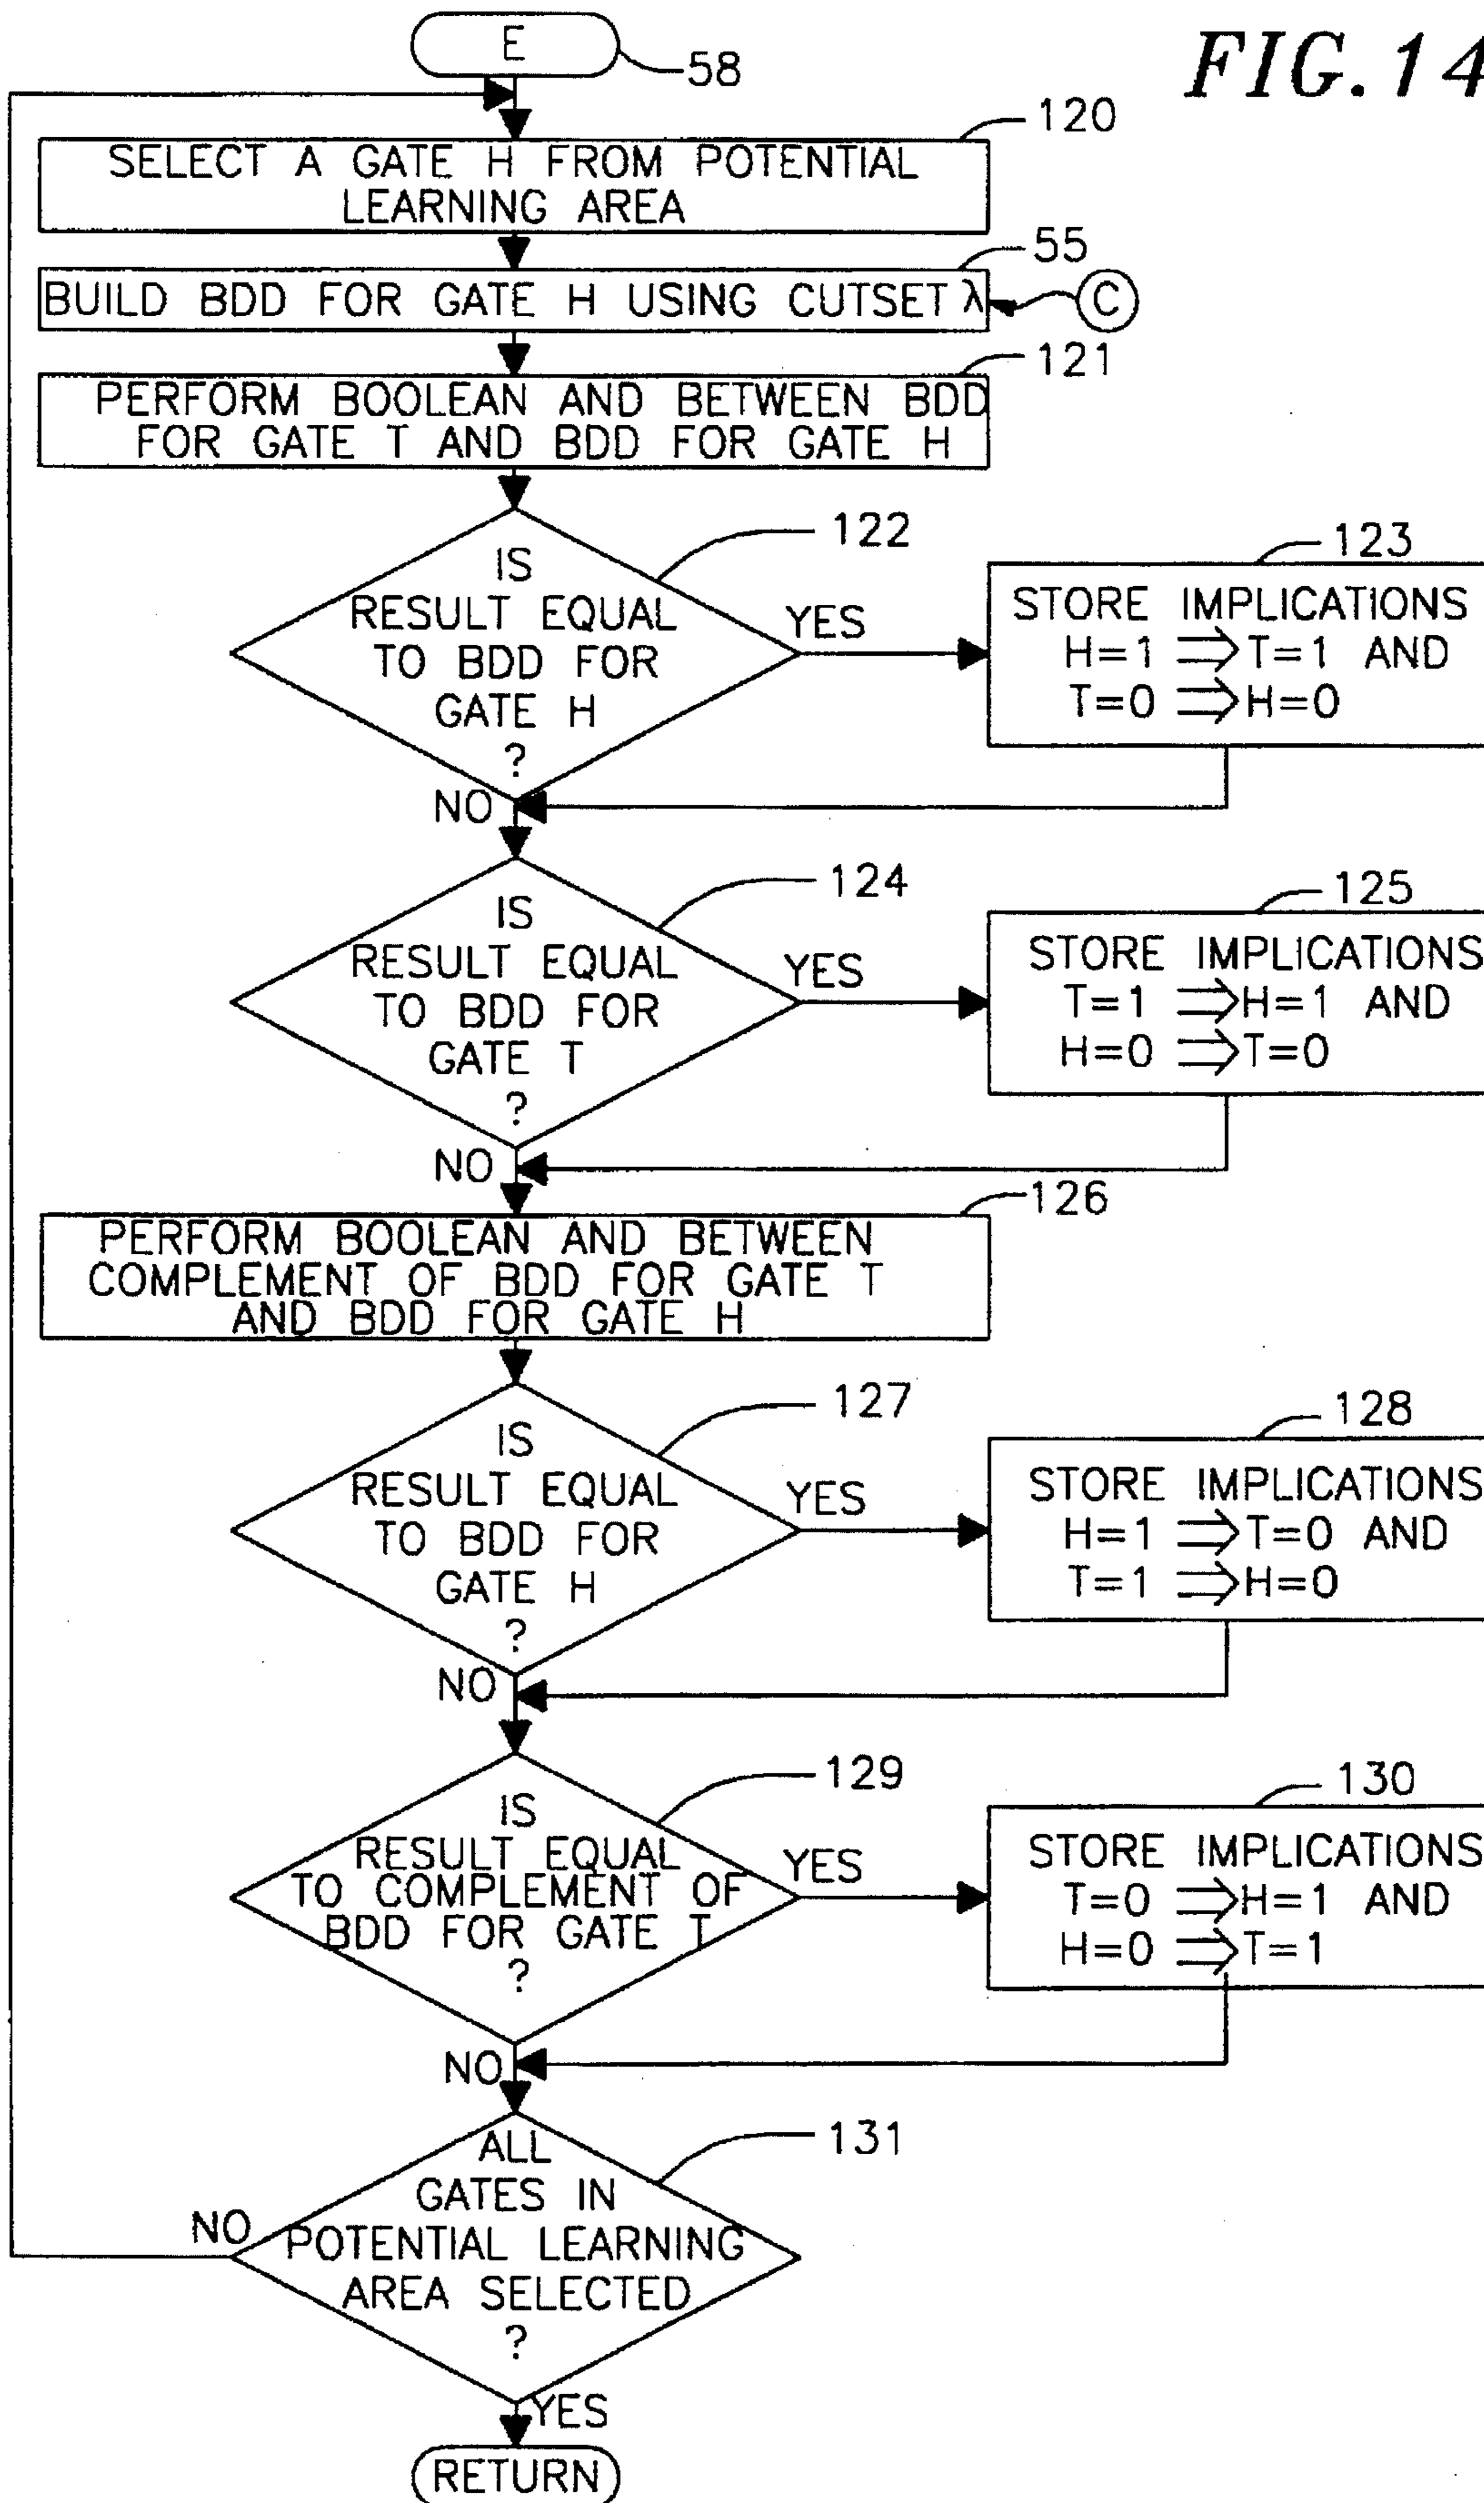 FIG. 14
E
58
120
SELECT A GATE H FROM POTENTIAL
LEARNING AREA
55
BUILD BDD FOR GATE H USING CUTSET λ
C
121
PERFORM BOOLEAN AND BETWEEN BDD
FOR GATE T AND BDD FOR GATE H
122
IS
RESULT EQUAL
TO BDD FOR
GATE H
?
YES
NO
123
STORE IMPLICATIONS
H=1 ⇒ T=1 AND
T=0 ⇒ H=0
124
IS
RESULT EQUAL
TO BDD FOR
GATE T
?
YES
NO
125
STORE IMPLICATIONS
T=1 ⇒ H=1 AND
H=0 ⇒ T=0
126
PERFORM BOOLEAN AND BETWEEN
COMPLEMENT OF BDD FOR GATE T
AND BDD FOR GATE H
127
IS
RESULT EQUAL
TO BDD FOR
GATE H
?
YES
NO
128
STORE IMPLICATIONS
H=1 ⇒ T=0 AND
T=1 ⇒ H=0
129
IS
RESULT EQUAL
TO COMPLEMENT OF
BDD FOR GATE T
?
YES
NO
130
STORE IMPLICATIONS
T=0 ⇒ H=1 AND
H=0 ⇒ T=1
131
ALL
GATES IN
POTENTIAL LEARNING
AREA SELECTED
?
NO
YES
RETURN